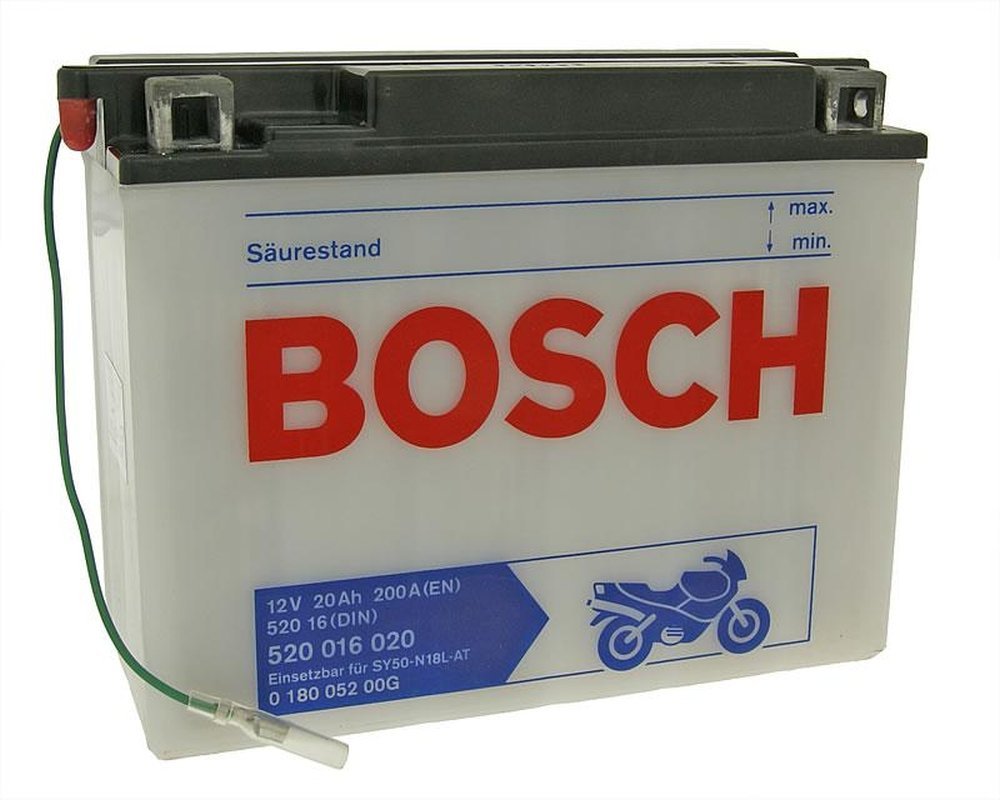 max.
Säurestand
min.
BOSCH
12V 20Ah 200A(EN)
520 16(DIN)
520 016 020
Einsetzbar für SY50-N18L-AT
0 180 052 00G